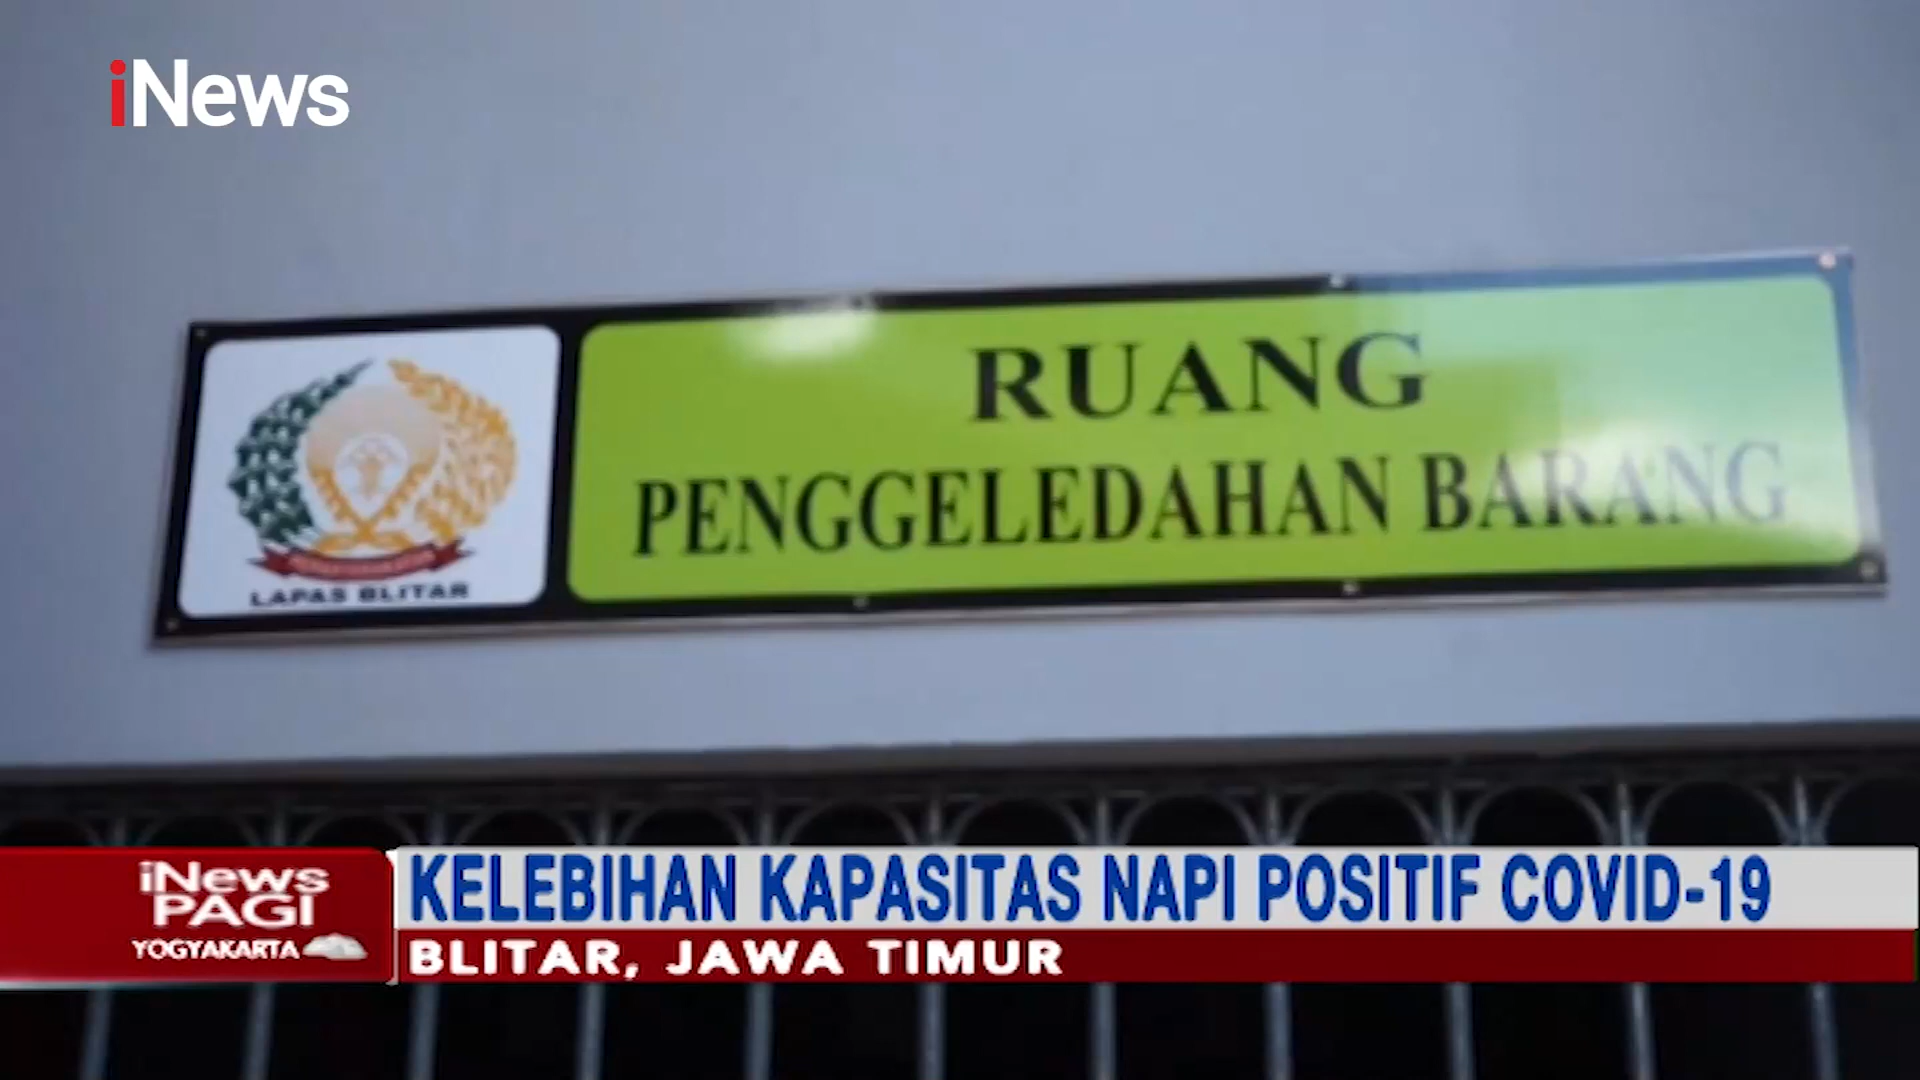 iNews
RUANG
PENGGELEDAHAN BARANG
LAPAS BLITAR
iNews
PAGI
YOGYAKARTA
KELEBIHAN KAPASITAS NAPI POSITIF COVID-19
BLITAR, JAWA TIMUR